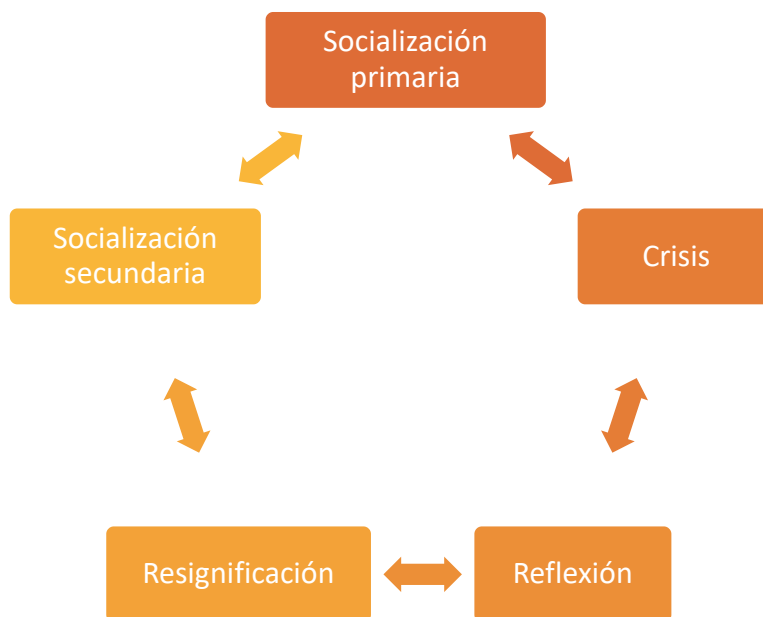 Socialización
primaria
Crisis
Reflexión
Resignificación
Socialización
secundaria